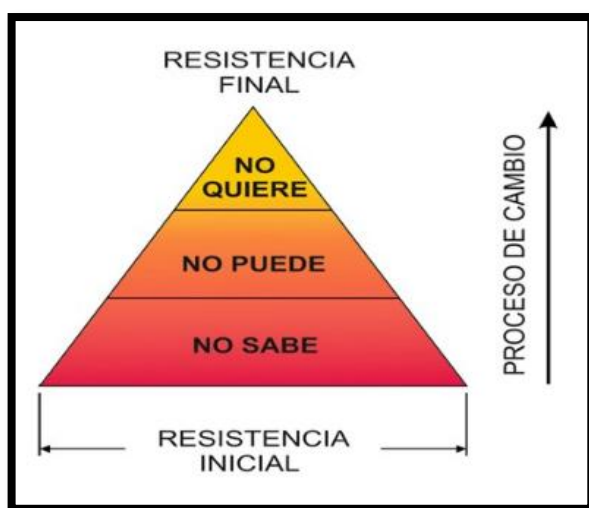 RESISTENCIA
FINAL
NO
QUIERE
NO PUEDE
NO SABE
RESISTENCIA
INICIAL
PROCESO DE CAMBIO